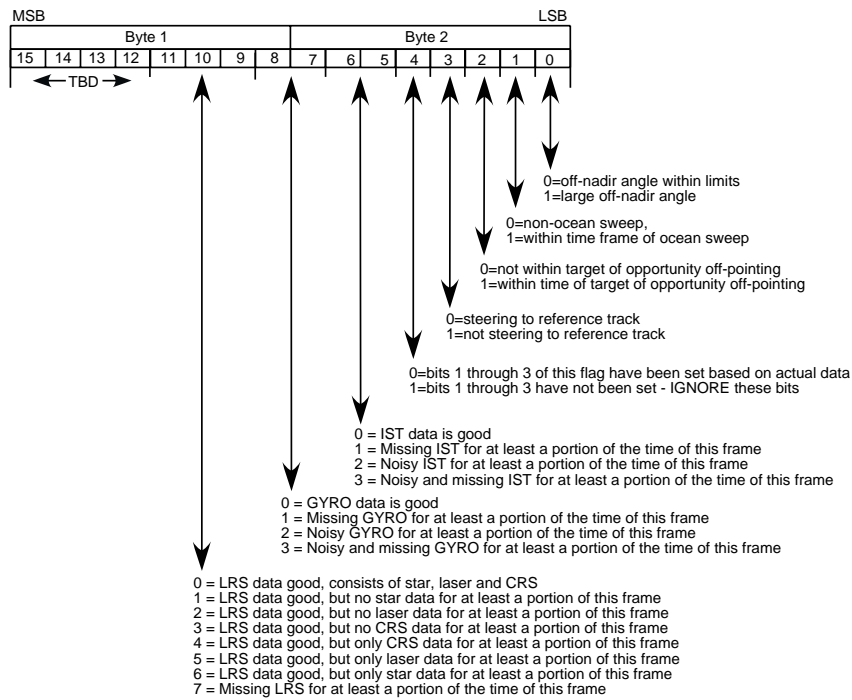 MSB LSB
Byte 1 Byte 2
15 14 13 12 11 10 9 8 7 6 5 4 3 2 1 0
TBD
0=off-nadir angle within limits
1=large off-nadir angle
0=non-ocean sweep,
1=within time frame of ocean sweep
0=not within target of opportunity off-pointing
1=within time of target of opportunity off-pointing
0=steering to reference track
1=not steering to reference track
0=bits 1 through 3 of this flag have been set based on actual data
1=bits 1 through 3 have not been set - IGNORE these bits
0 = IST data is good
1 = Missing IST for at least a portion of the time of this frame
2 = Noisy IST for at least a portion of the time of this frame
3 = Noisy and missing IST for at least a portion of the time of this frame
0 = GYRO data is good
1 = Missing GYRO for at least a portion of the time of this frame
2 = Noisy GYRO for at least a portion of the time of this frame
3 = Noisy and missing GYRO for at least a portion of the time of this frame
0 = LRS data good, consists of star, laser and CRS
1 = LRS data good, but no star data for at least a portion of this frame
2 = LRS data good, but no laser data for at least a portion of this frame
3 = LRS data good, but no CRS data for at least a portion of this frame
4 = LRS data good, but only CRS data for at least a portion of this frame
5 = LRS data good, but only laser data for at least a portion of this frame
6 = LRS data good, but only star data for at least a portion of this frame
7 = Missing LRS for at least a portion of the time of this frame